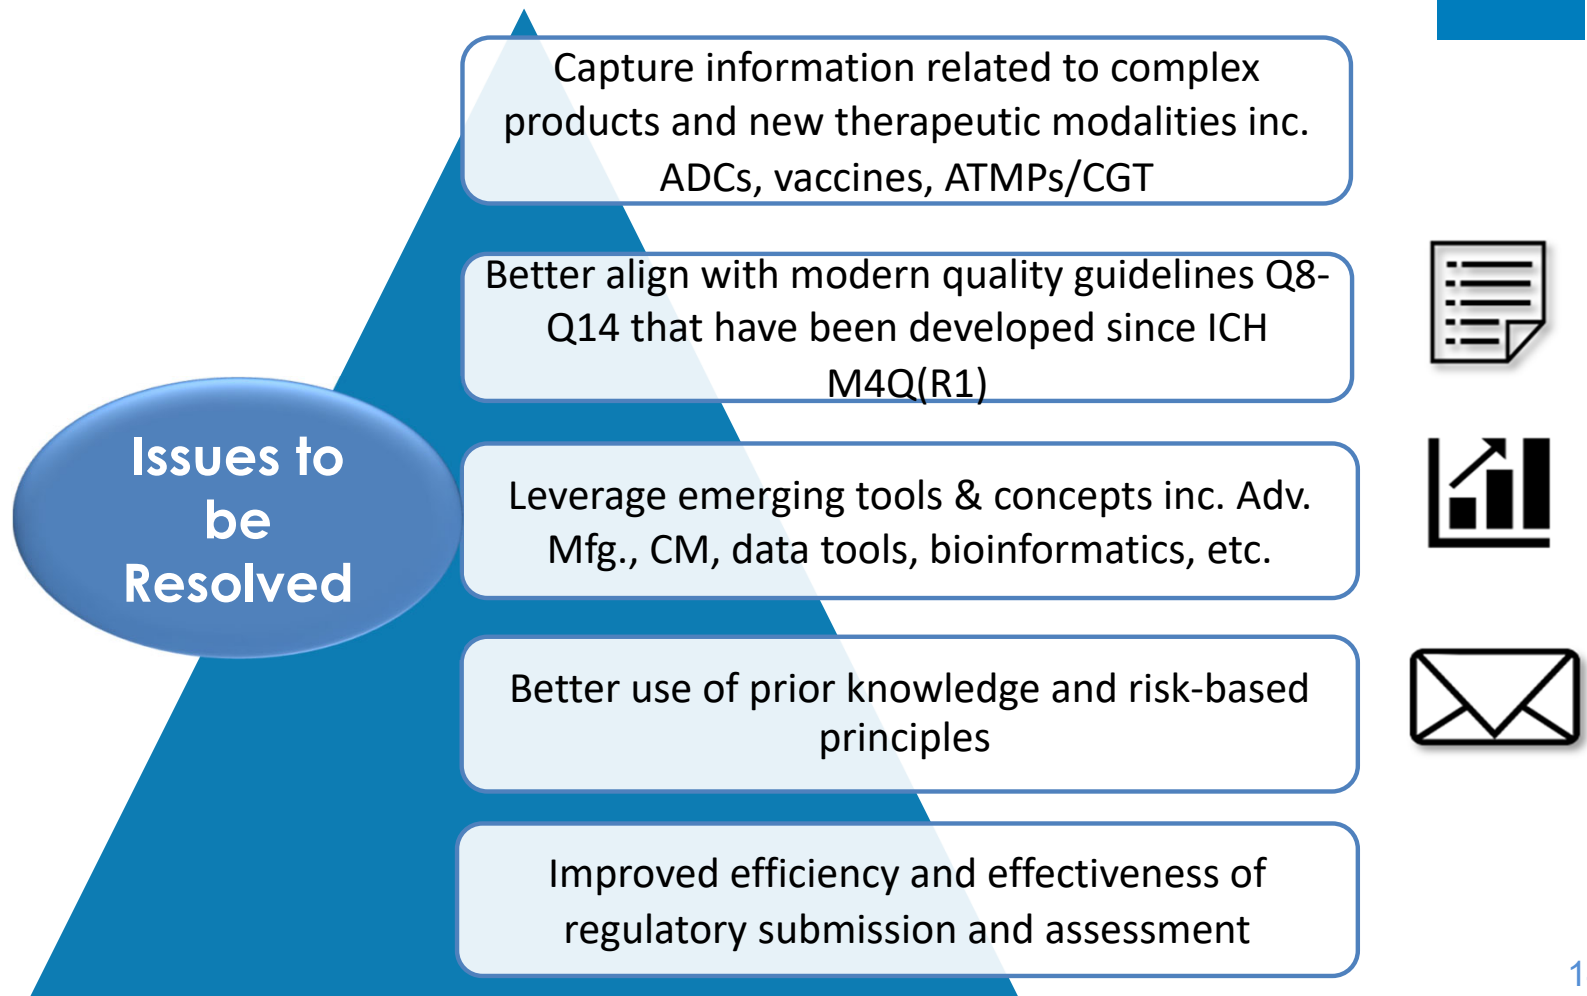 Capture information related to complex
products and new therapeutic modalities inc.
ADCs, vaccines, ATMPs/CGT
Better align with modern quality guidelines Q8-
Q14 that have been developed since ICH
M4Q(R1)
Issues to
be
Resolved
Leverage emerging tools & concepts inc. Adv.
Mfg., CM, data tools, bioinformatics, etc.
Better use of prior knowledge and risk-based
principles
Improved efficiency and effectiveness of
regulatory submission and assessment
1